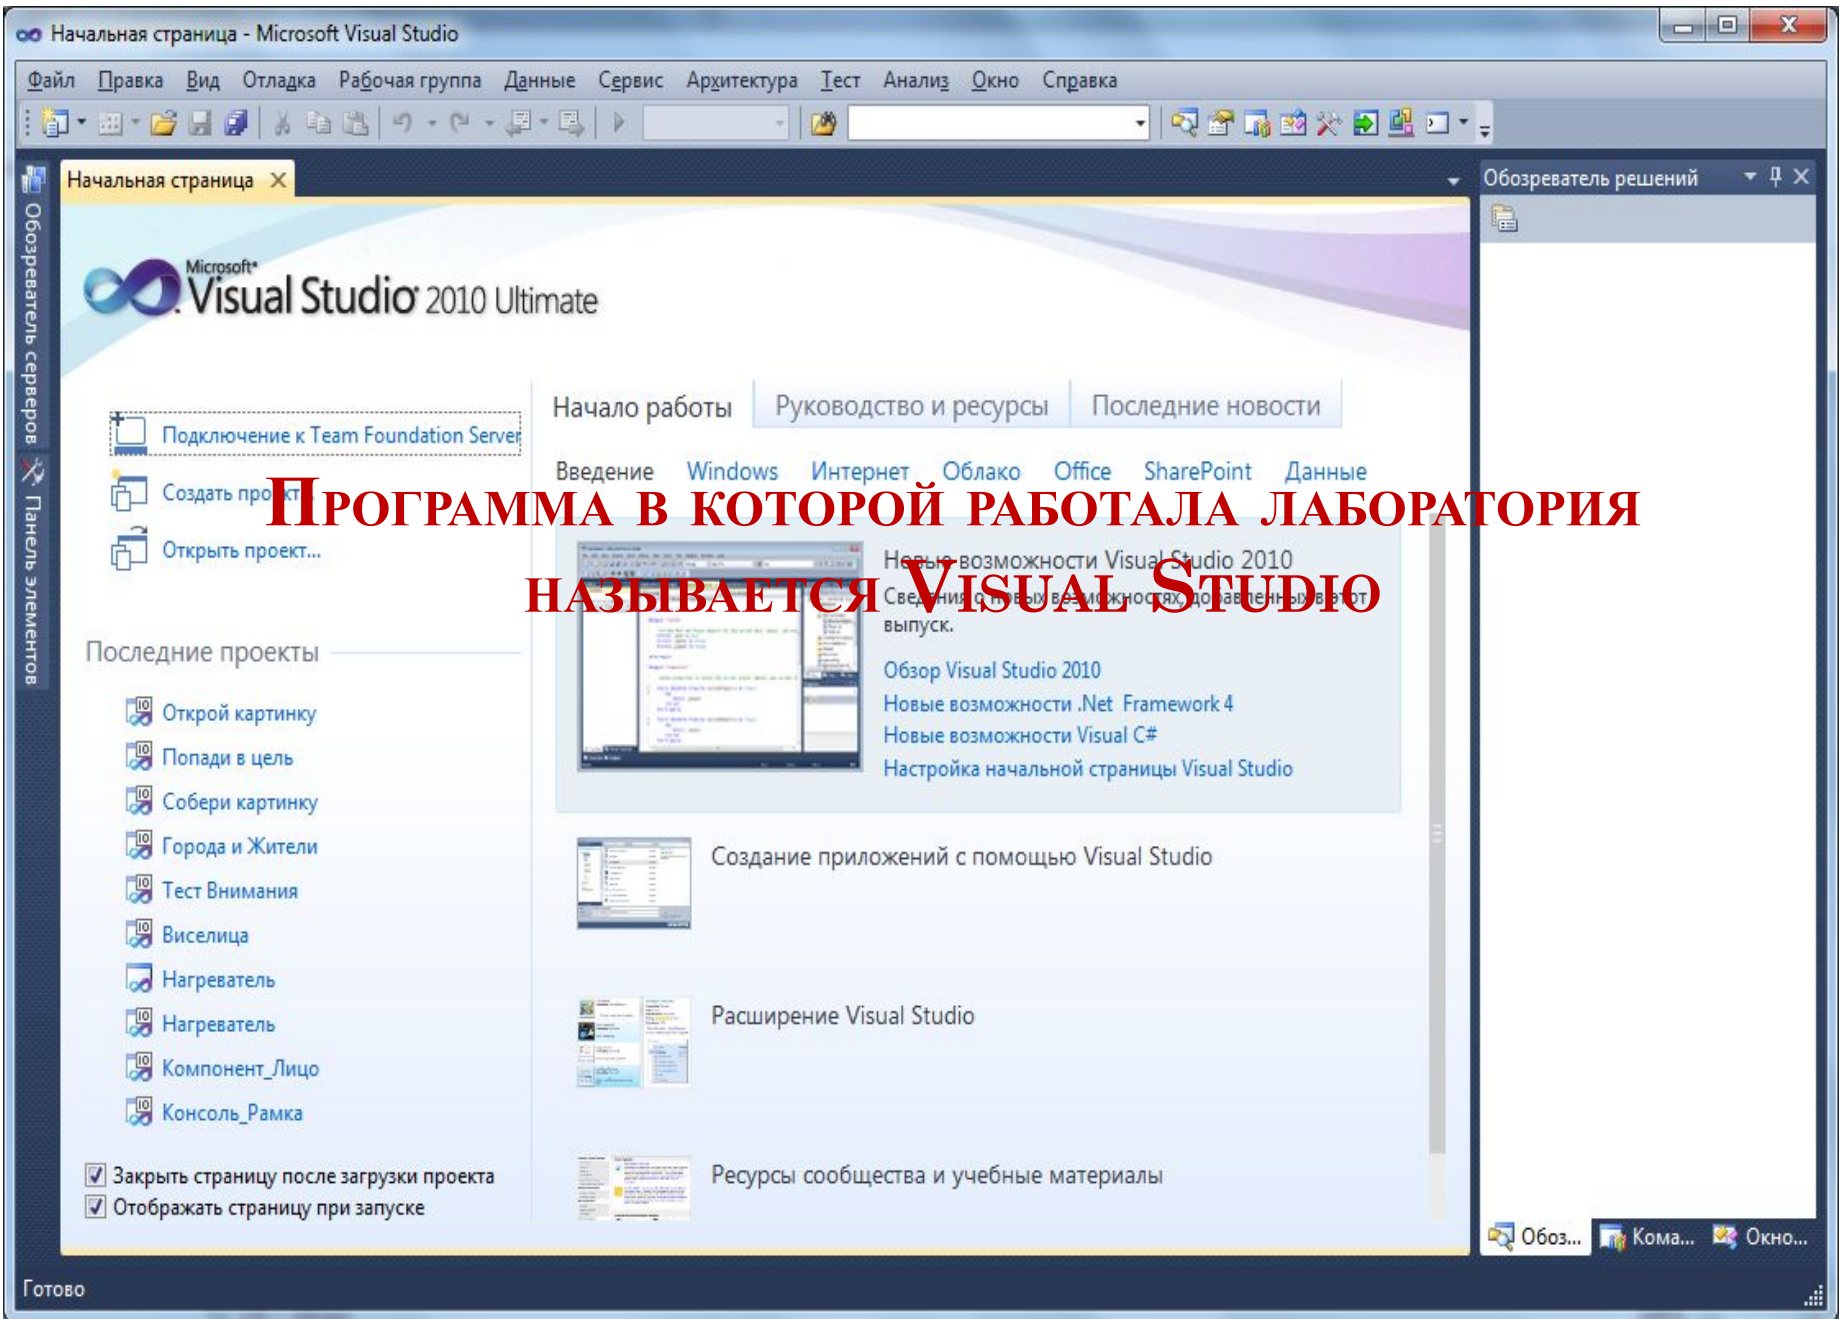 Начальная страница - Microsoft Visual Studio
Файл Правка Вид Отладка Рабочая группа Данные Сервис Архитектура Тест Анализ Окно Справка
Обозреватель серверов
Панель элементов
Начальная страница
Обозреватель решений
Microsoft
Visual Studio 2010 Ultimate
Подключение к Team Foundation Server
Создать проект...
Открыть проект...
Последние проекты
Открой картинку
Попади в цель
Собери картинку
Города и Жители
Тест Внимания
Виселица
Нагреватель
Нагреватель
Компонент_Лицо
Консоль_Рамка
Закрыть страницу после загрузки проекта
Отображать страницу при запуске
Начало работы Руководство и ресурсы Последние новости
Введение Windows Интернет Облако Office SharePoint Данные
Программа в которой работала лаборатория
называется Visual Studio
Новые возможности Visual Studio 2010
Сведения о новых возможностях, добавленных в этот
выпуск.
Обзор Visual Studio 2010
Новые возможности .Net Framework 4
Новые возможности Visual C#
Настройка начальной страницы Visual Studio
Создание приложений с помощью Visual Studio
Расширение Visual Studio
Ресурсы сообщества и учебные материалы
Обоз... Кома... Окно...
Готово